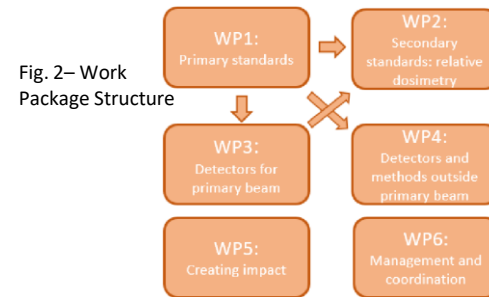 Fig. 2– Work
Package Structure
WP1:
Primary standards
WP2:
Secondary
standards: relative
dosimetry
WP3:
Detectors for
primary beam
WP4:
Detectors and
methods outside
primary beam
WP5:
Creating impact
WP6:
Management and
coordination